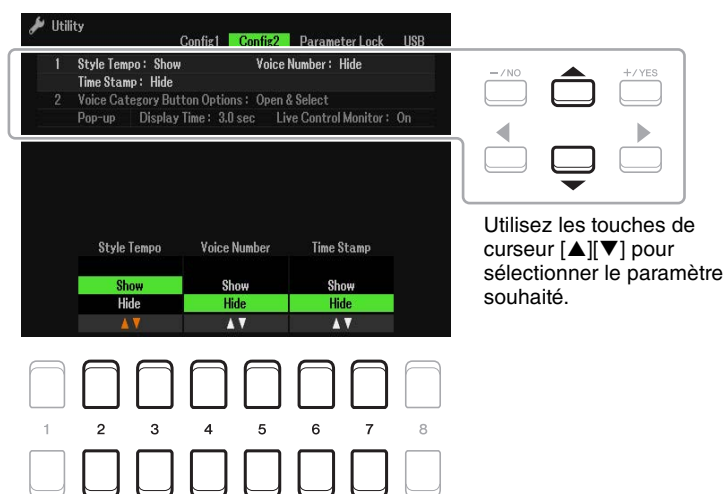 Utility
Config1 Config2 Parameter Lock USB
1 Style Tempo : Show Voice Number : Hide
Time Stamp : Hide
2 Voice Category Button Options : Open & Select
Pop-up Display Time : 3.0 sec Live Control Monitor : On
-/NO +/YES
Utilisez les touches de
curseur [▲][▼] pour
sélectionner le paramètre
souhaité.
Style Tempo Voice Number Time Stamp
Show Show Show
Hide Hide Hide
1 2 3 4 5 6 7 8